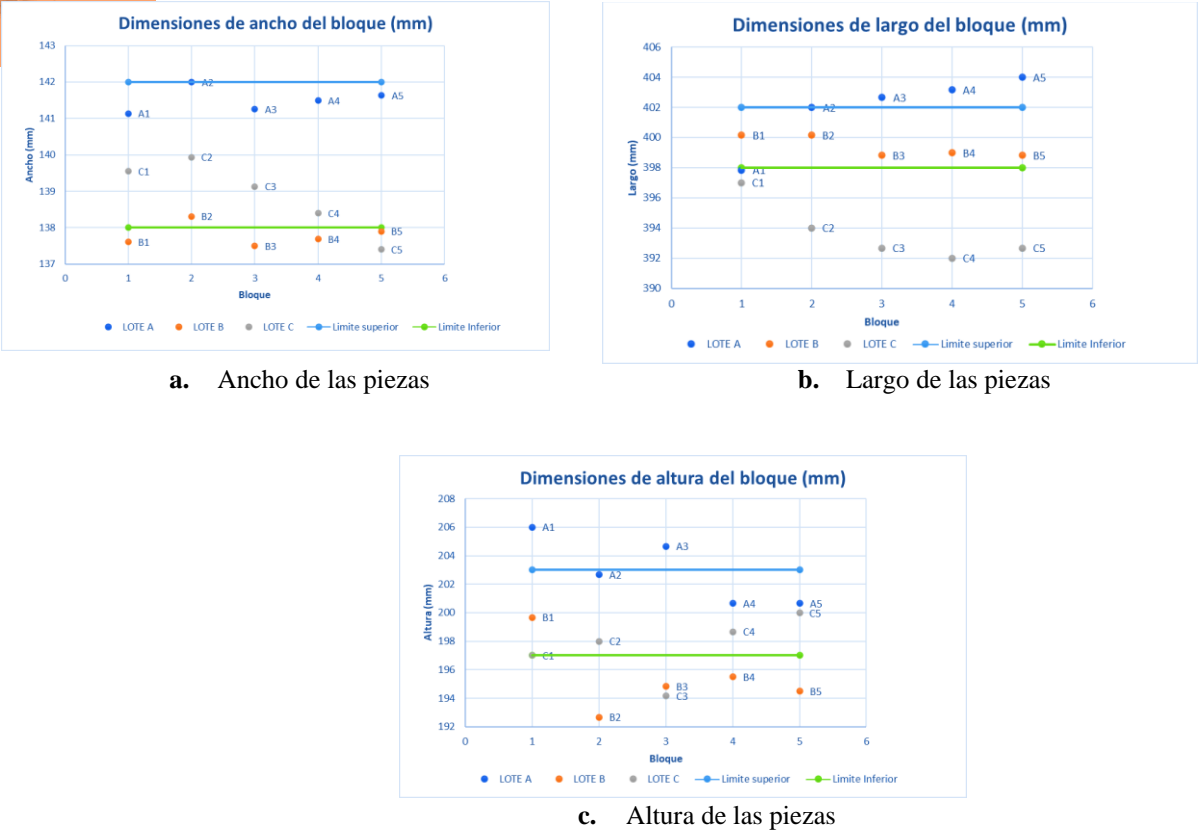 Dimensiones de ancho del bloque (mm)
143
142
141
140
139
138
137
Ancho (mm)
A1
A2
A3
A4
A5
C1
C2
C3
C4
C5
B1
B2
B3
B4
B5
0 1 2 3 4 5 6
Bloque
LOTE A LOTE B LOTE C Limite superior Limite Inferior
a. Ancho de las piezas
Dimensiones de largo del bloque (mm)
406
404
402
400
398
396
394
392
390
Largo (mm)
A1
A2
A3
A4
A5
B1
B2
B3
B4
B5
C1
C2
C3
C4
C5
0 1 2 3 4 5 6
Bloque
LOTE A LOTE B LOTE C Limite superior Limite Inferior
b. Largo de las piezas
Dimensiones de altura del bloque (mm)
208
206
204
202
200
198
196
194
192
Altura (mm)
A1
A2
A3
A4
A5
B1
B2
B3
B4
B5
C1
C2
C3
C4
C5
0 1 2 3 4 5 6
Bloque
LOTE A LOTE B LOTE C Limite superior Limite Inferior
c. Altura de las piezas